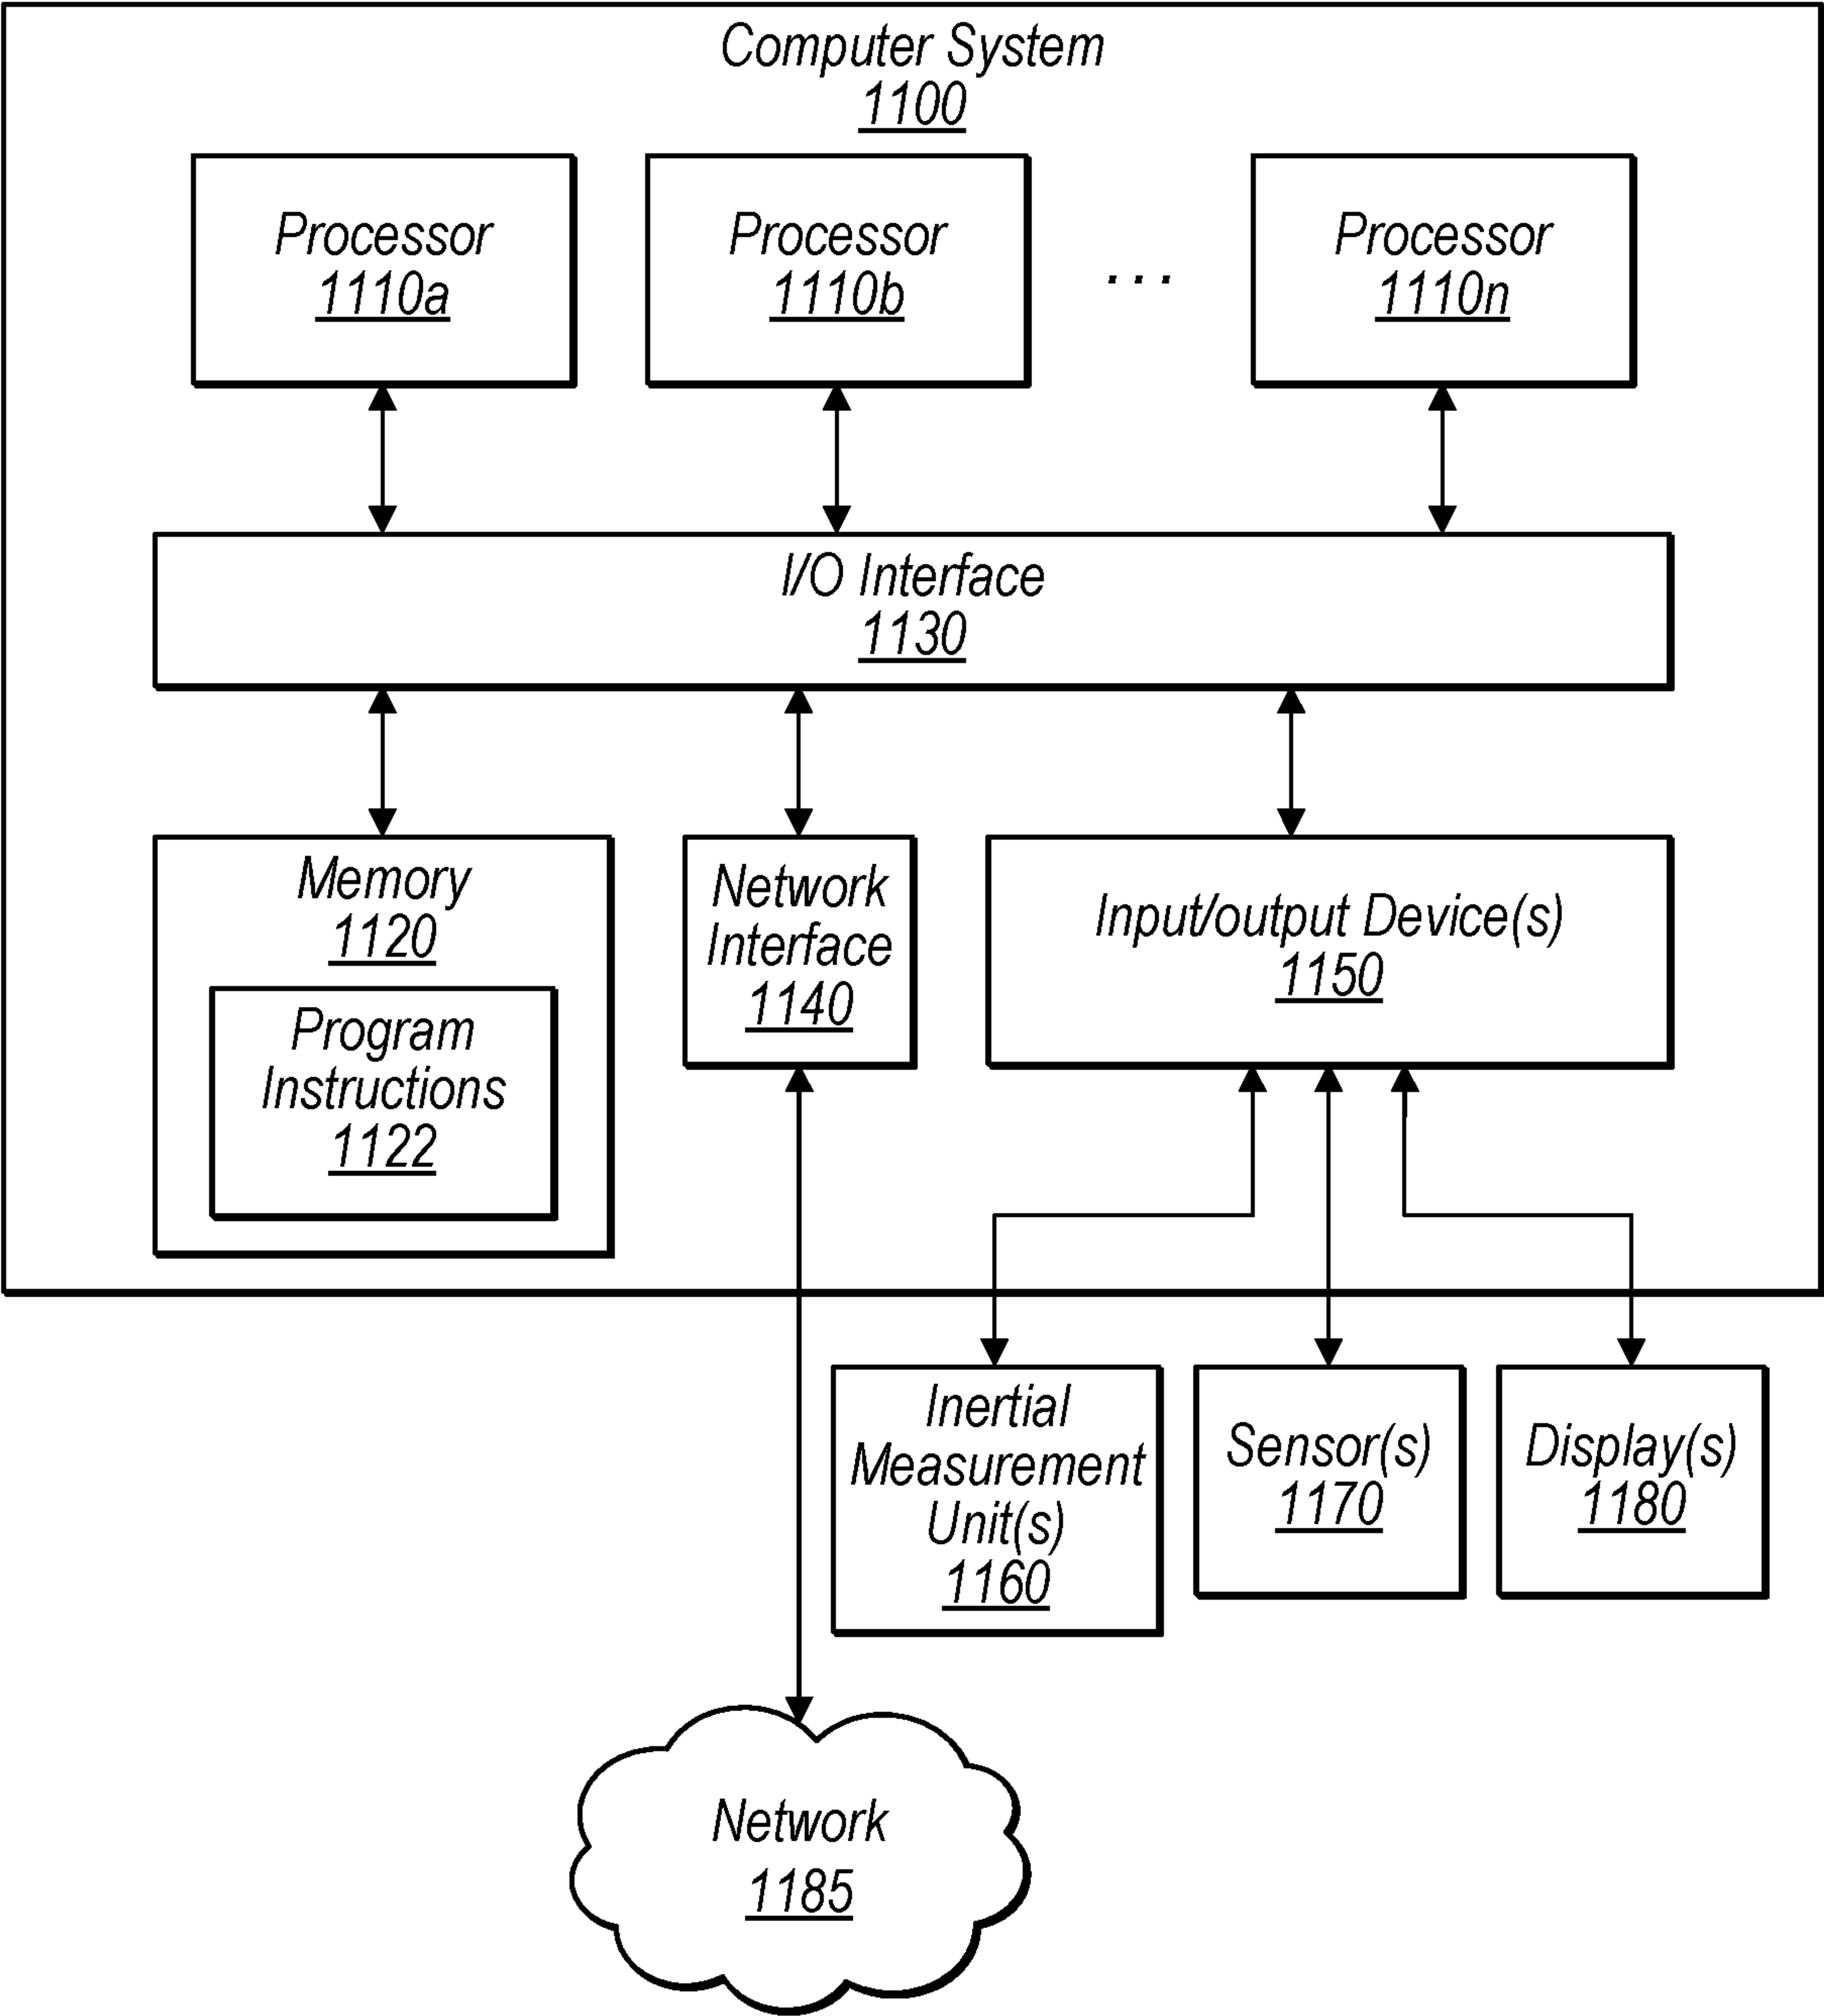 Computer System
1100
Processor
1110a
Processor
1110b
. . .
Processor
1110n
I/O Interface
1130
Memory
1120
Program
Instructions
1122
Network
Interface
1140
Input/output Device(s)
1150
Inertial
Measurement
Unit(s)
1160
Sensor(s)
1170
Display(s)
1180
Network
1185